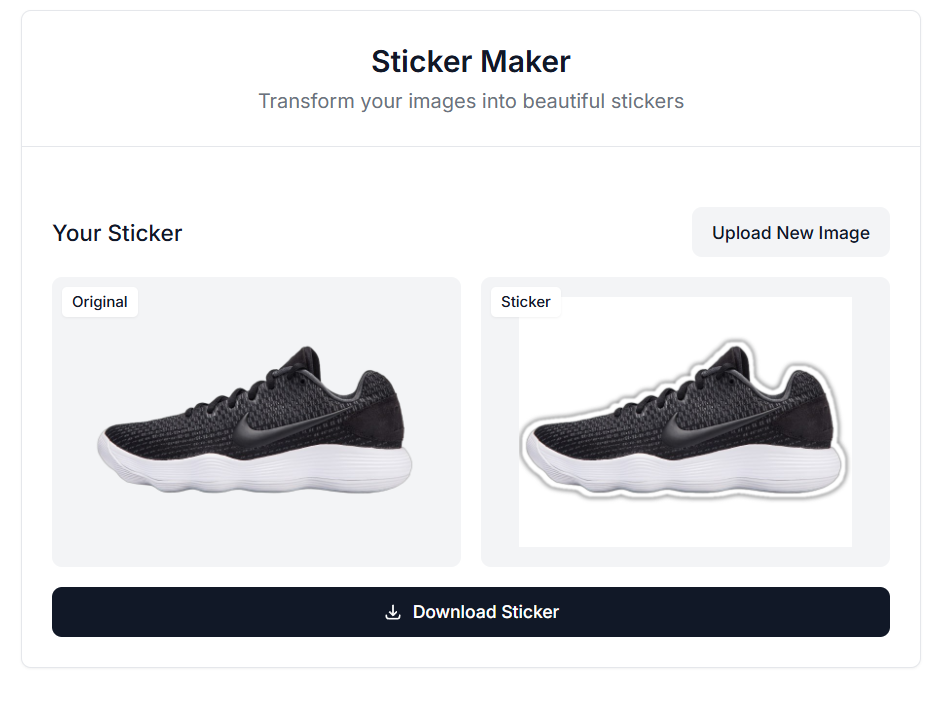 Sticker Maker
Transform your images into beautiful stickers
Your Sticker
Upload New Image
Original
Sticker
Download Sticker